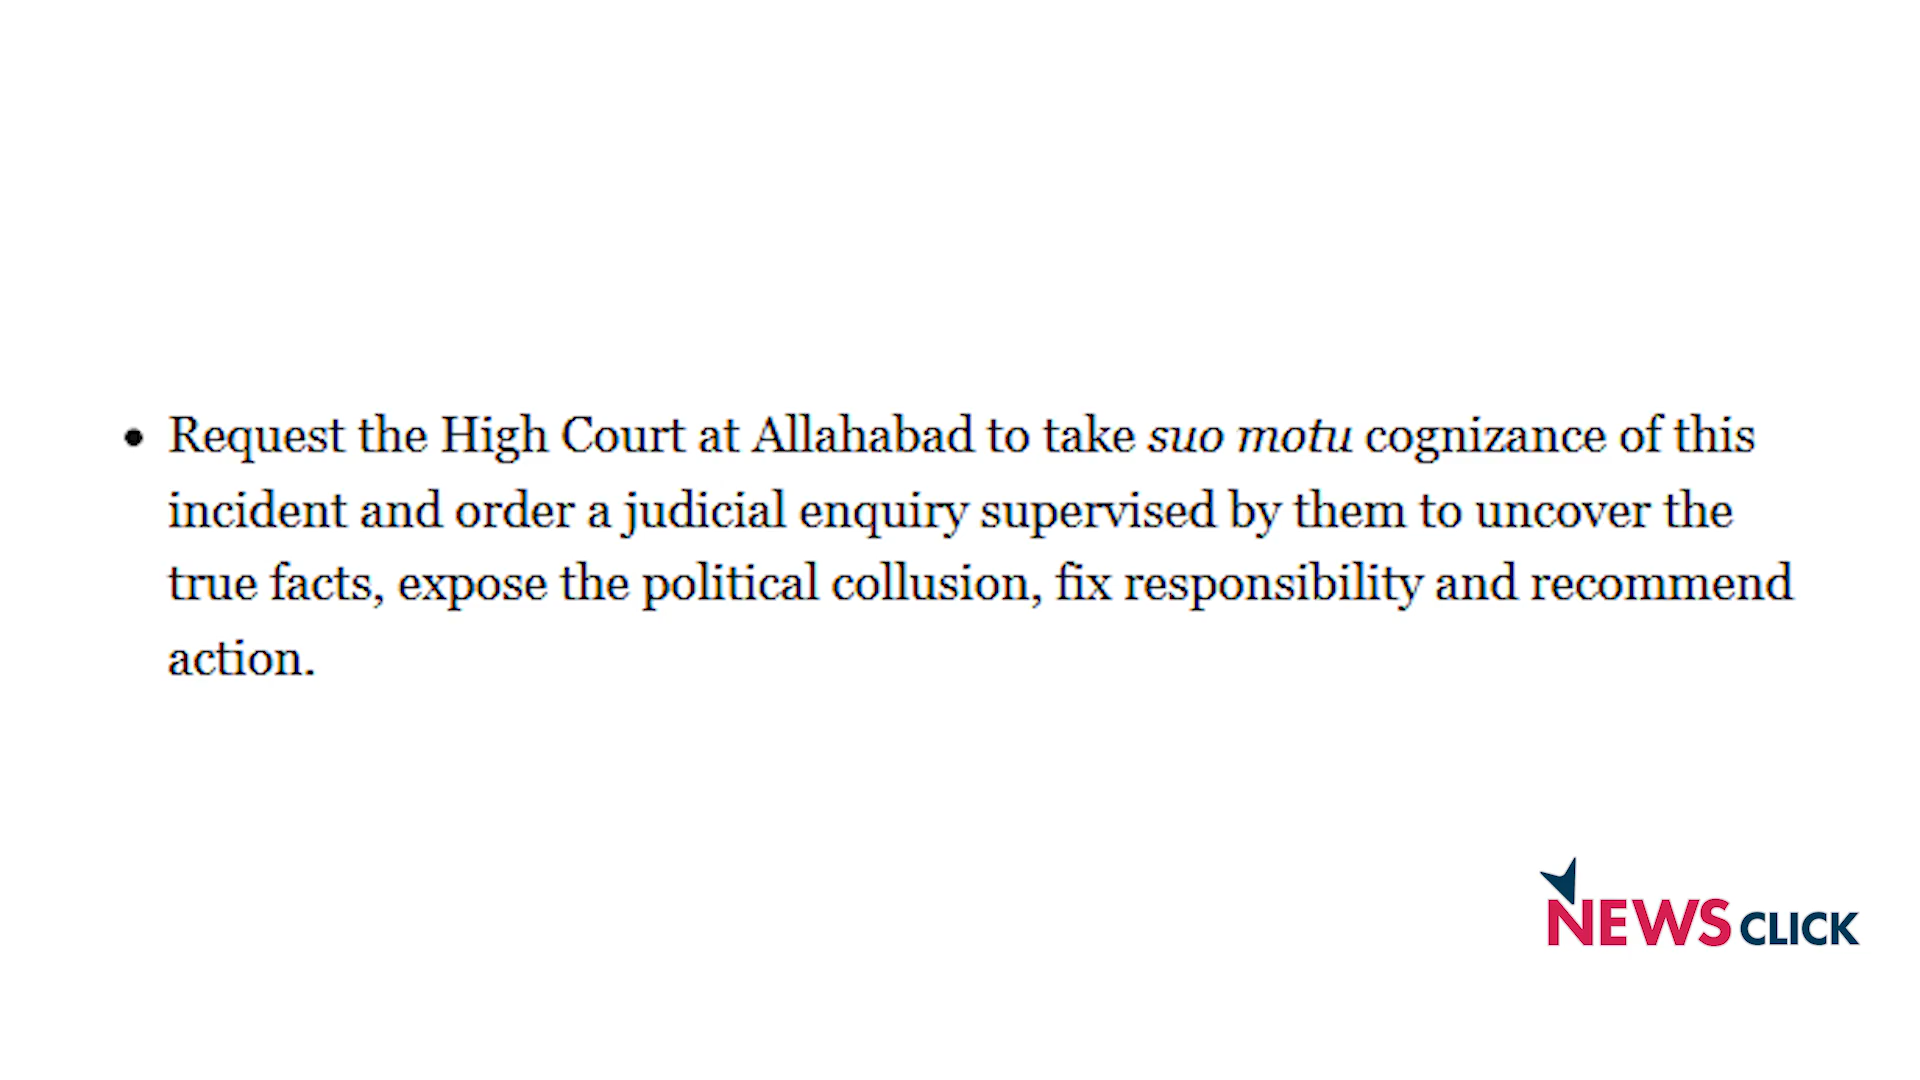 • Request the High Court at Allahabad to take suo motu cognizance of this
incident and order a judicial enquiry supervised by them to uncover the
true facts, expose the political collusion, fix responsibility and recommend
action.
NEWS CLICK